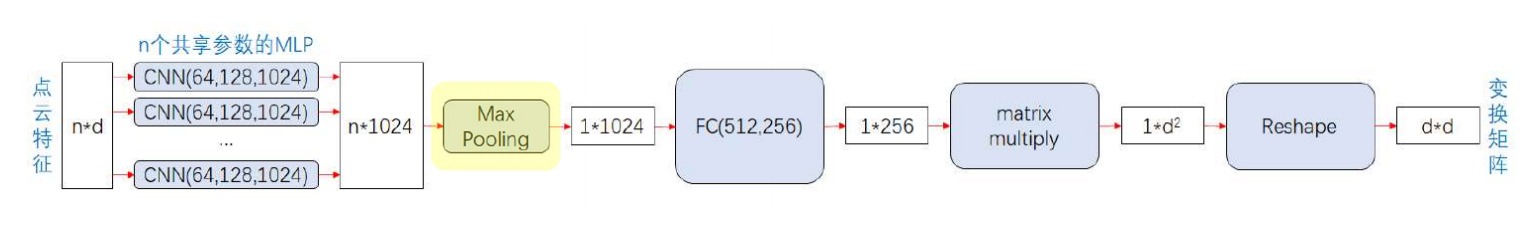 n个共享参数的MLP
点云特征
n*d
CNN(64,128,1024)
CNN(64,128,1024)
...
CNN(64,128,1024)
n*1024
Max
Pooling
1*1024
FC(512,256)
1*256
matrix
multiply
1*d²
Reshape
d*d
变换矩阵